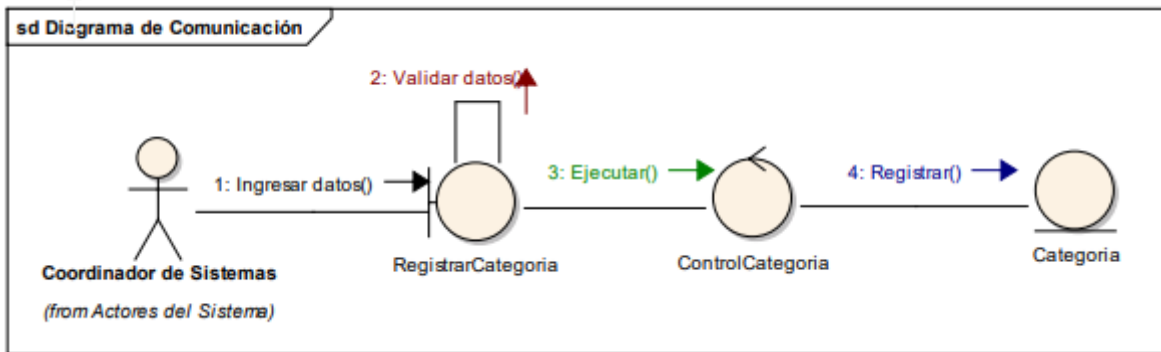 sd Diagrama de Comunicación
2: Validar datos()
1: Ingresar datos()
3: Ejecutar()
4: Registrar()
Coordinador de Sistemas
(from Actores del Sistema)
RegistrarCategoria
ControlCategoria
Categoria